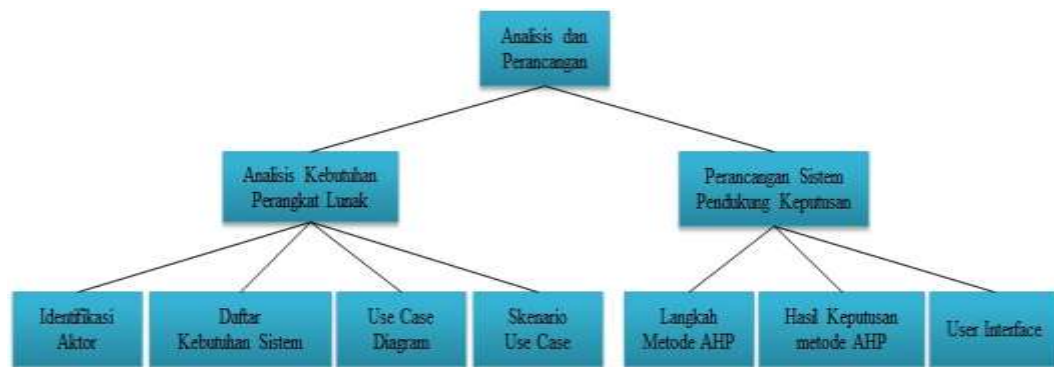 Analisis dan
Perancangan
Analisis Kebutuhan
Perangkat Lunak
Perancangan Sistem
Pendukung Keputusan
Identifikasi
Aktor
Daftar
Kebutuhan Sistem
Use Case
Diagram
Skenario
Use Case
Langkah
Metode AHP
Hasil Keputusan
metode AHP
User Interface